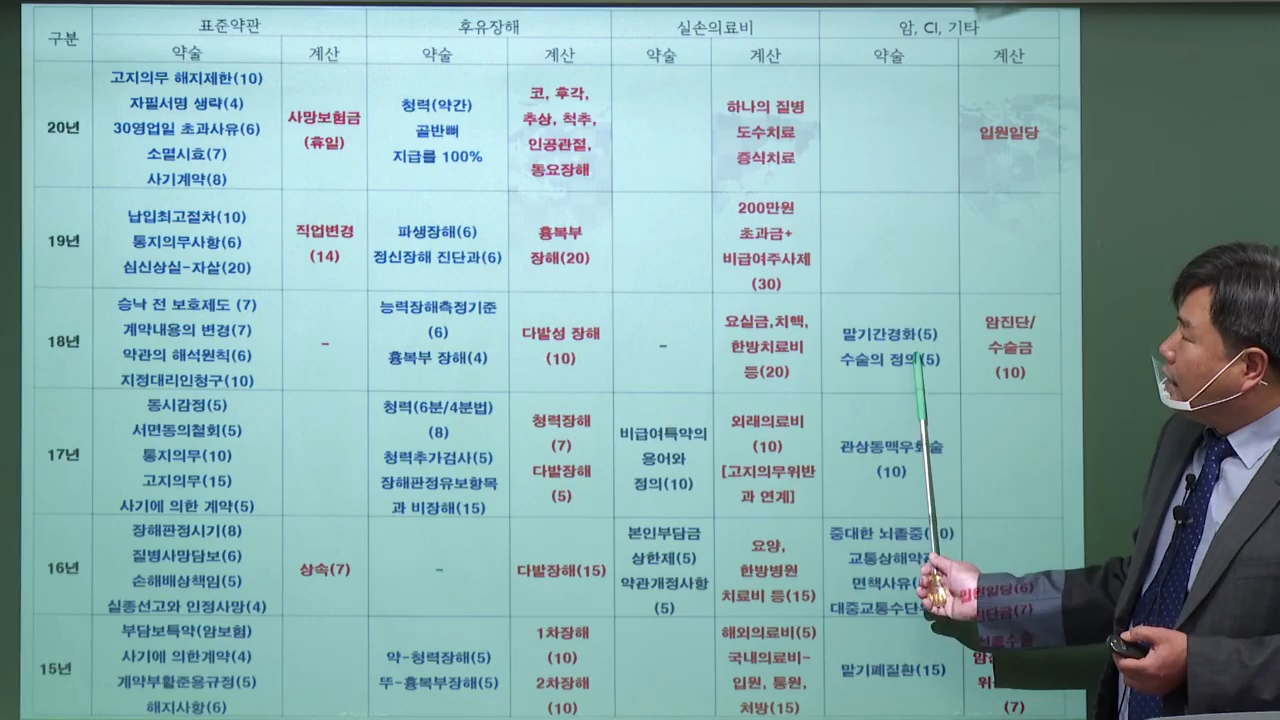 구분
표준약관
후유장해
실손의료비
암, CI, 기타
약술
계산
약술
계산
약술
계산
약술
계산
20년
고지의무 해지제한(10)
자필서명 생략(4)
30영업일 초과사유(6)
소멸시효(7)
사기계약(8)
사망보험금
(휴일)
청력(약간)
골반뼈
지급률 100%
코, 후각,
추상, 척추,
인공관절,
동요장해
하나의 질병
도수치료
증식치료
입원일당
19년
납입최고절차(10)
통지의무사항(6)
심신상실-자살(20)
직업변경
(14)
파생장해(6)
정신장해 진단과(6)
흉복부
장해(20)
200만원
초과금+
비급여주사제
(30)
18년
승낙 전 보호제도 (7)
계약내용의 변경(7)
약관의 해석원칙(6)
지정대리인청구(10)
-
능력장해측정기준
(6)
흉복부 장해(4)
다발성 장해
(10)
-
요실금,치핵,
한방치료비
등(20)
말기간경화(5)
수술의 정의(5)
암진단/
수술금
(10)
17년
동시감정(5)
서면동의철회(5)
통지의무(10)
고지의무(15)
사기에 의한 계약(5)
청력(6분/4분법)
(8)
청력추가검사(5)
장해판정유보항목
과 비장해(15)
청력장해
(7)
다발장해
(5)
비급여특약의
용어와
정의(10)
외래의료비
(10)
[고지의무위반
과 연계]
관상동맥우회술
(10)
16년
장해판정시기(8)
질병사망담보(6)
손해배상책임(5)
실종선고와 인정사망(4)
상속(7)
-
다발장해(15)
본인부담금
상한제(5)
약관개정사항
(5)
요양,
한방병원
치료비 등(15)
중대한 뇌졸중
교통상해약
면책사유
대중교통수단
입원일당(6)
진단금(7)
15년
부담보특약(암보험)
사기에 의한계약(4)
계약부활준용규정(5)
해지사항(6)
약-청력장해(5)
뚜-흉복부장해(5)
1차장해
(10)
2차장해
(10)
해외의료비(5)
국내의료비-
입원, 통원,
처방(15)
말기폐질환(15)
(7)